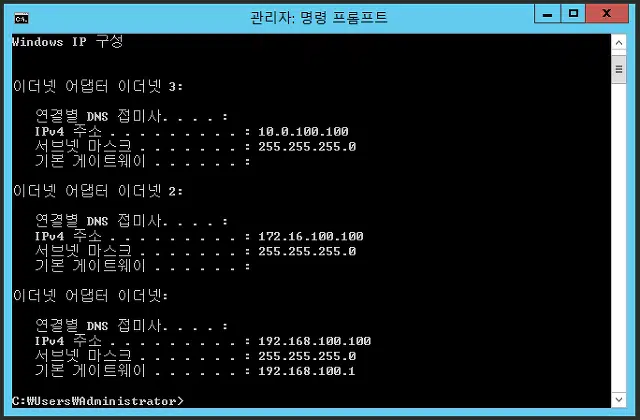 관리자: 명령 프롬프트
Windows IP 구성
이더넷 어댑터 이더넷 3:
연결별 DNS 접미사. . . . :
IPv4 주소 . . . . . . . . . : 10.0.100.100
서브넷 마스크 . . . . . . . : 255.255.255.0
기본 게이트웨이 . . . . . . :
이더넷 어댑터 이더넷 2:
연결별 DNS 접미사. . . . :
IPv4 주소 . . . . . . . . . : 172.16.100.100
서브넷 마스크 . . . . . . . : 255.255.255.0
기본 게이트웨이 . . . . . . :
이더넷 어댑터 이더넷:
연결별 DNS 접미사. . . . :
IPv4 주소 . . . . . . . . . : 192.168.100.100
서브넷 마스크 . . . . . . . : 255.255.255.0
기본 게이트웨이 . . . . . . : 192.168.100.1
C:₩Users₩Administrator>